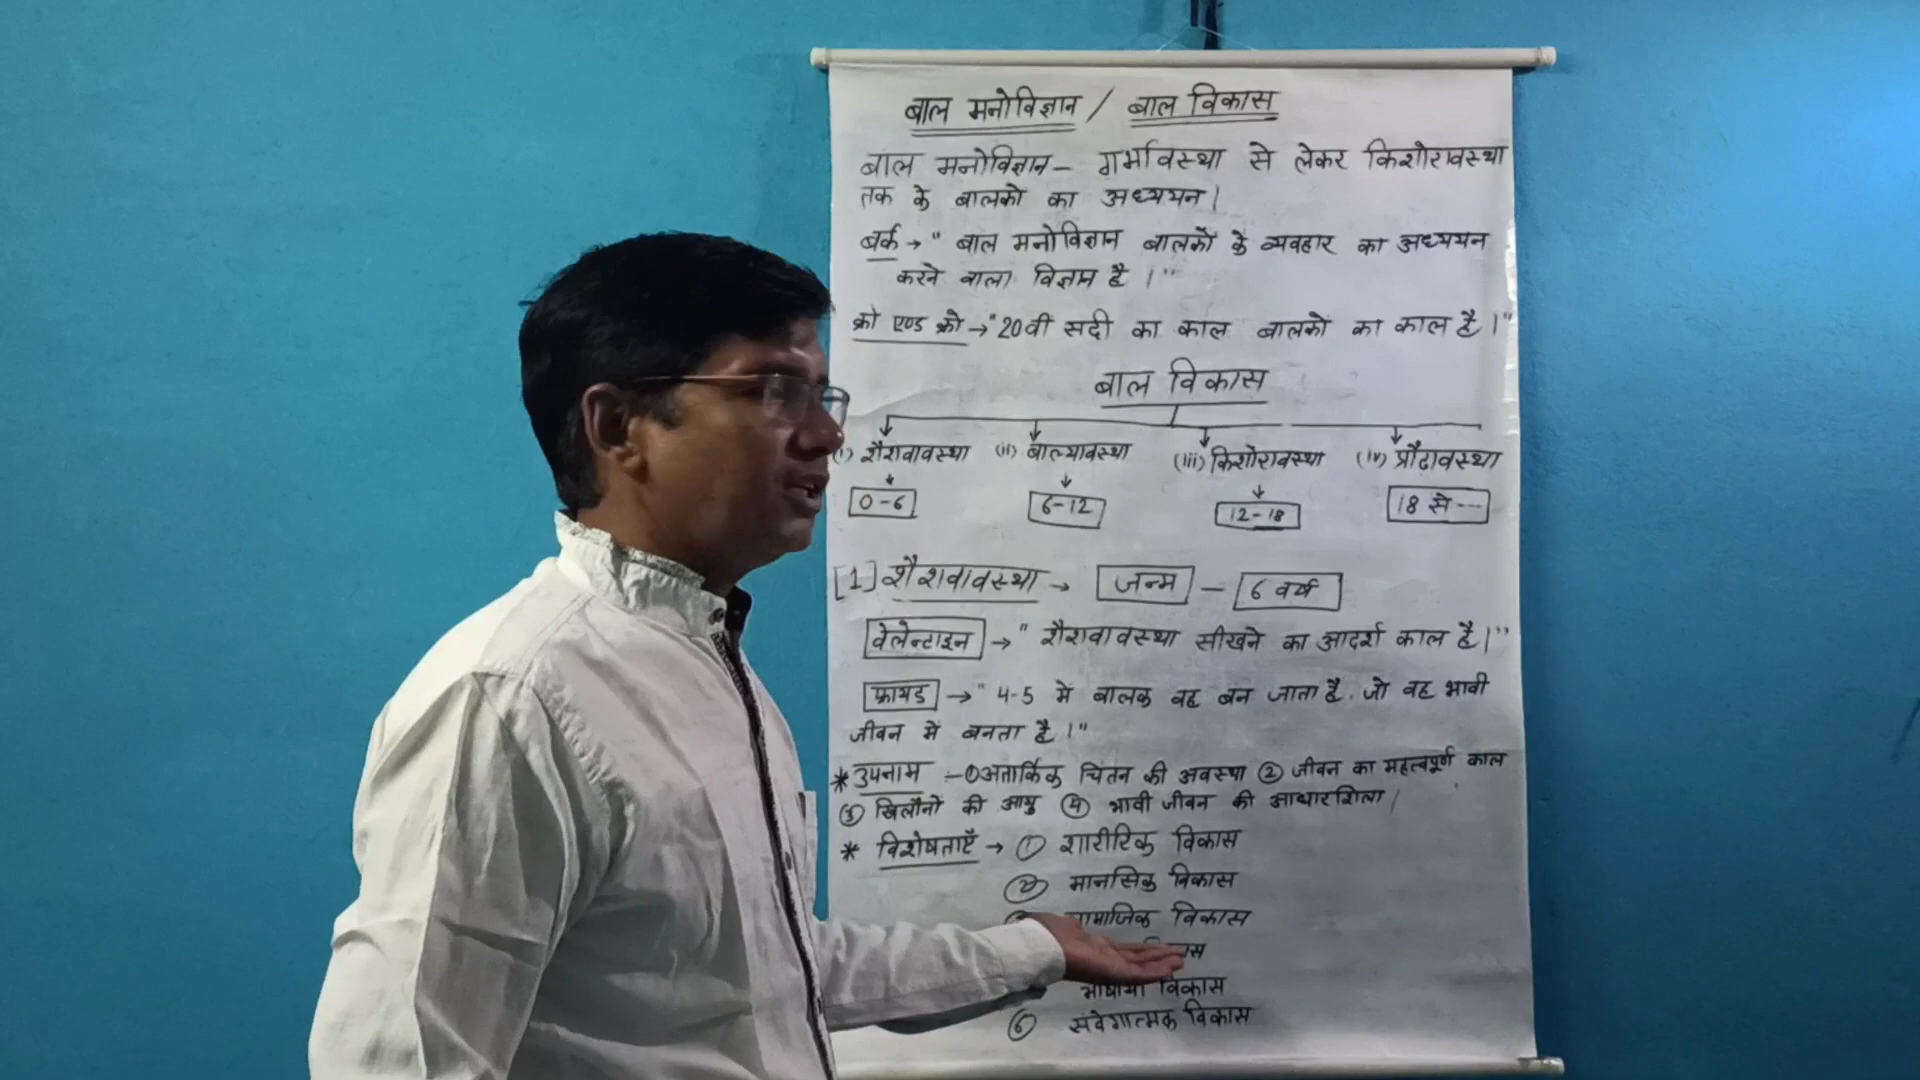 बाल मनोविज्ञान / बाल विकास
बाल मनोविज्ञान – गर्भावस्था से लेकर किशोरावस्था
तक के बालकों का अध्ययन।
बर्क → " बाल मनोविज्ञान बालकों के व्यवहार का अध्ययन
करने वाला विज्ञान है ।"
क्रो एण्ड क्रो → "20वीं सदी का काल बालकों का काल है ।"
बाल विकास
(i) शैशवावस्था (ii) बाल्यावस्था (iii) किशोरावस्था (iv) प्रौढावस्था
0-6 6-12 12-18 18 से ---
[1] शैशवावस्था → जन्म – 6 वर्ष
वेलेन्टाइन → " शैशवावस्था सीखने का आदर्श काल है।"
फ्रायड → " 4-5 में बालक वह बन जाता है. जो वह भावी
जीवन में बनता है ।"
* उपनाम :- ① अतार्किक चिंतन की अवस्था ② जीवन का महत्वपूर्ण काल
③ खिलौनों की आयु ④ भावी जीवन की आधारशिला।
* विशेषताएँ → ① शारीरिक विकास
② मानसिक विकास
सामाजिक विकास
विकास
⑥ संवेगात्मक विकास